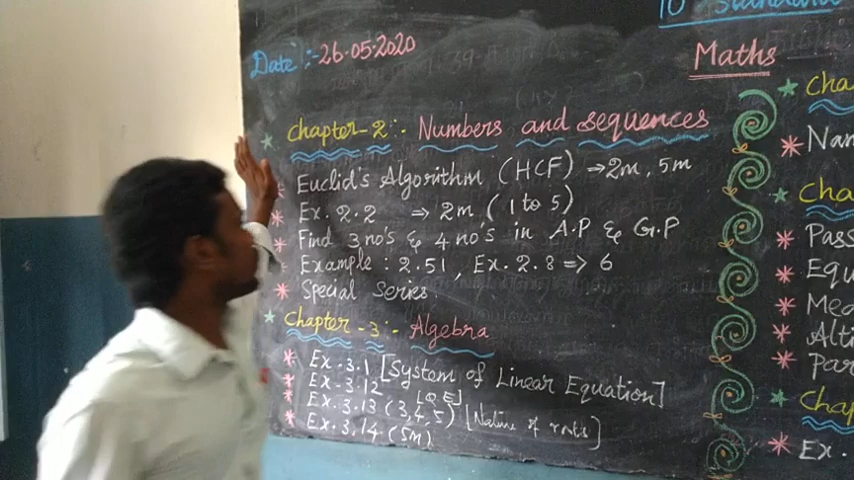 10 Standard
Date :- 26.05.2020
Maths
Chapter-2 :- Numbers and sequences
Euclid's Algorithm (HCF) ⇒ 2m, 5m
Ex. 2.2 ⇒ 2m (1 to 5)
Find 3 no's & 4 no's in A.P & G.P
Example : 2.51, Ex. 2.8 => 6
Special Series
Chapter -3 :- Algebra
Ex. 3.1 [System of Linear Equation]
Ex. 3.12 [Q.E]
Ex. 3.13 (3,4,5) [Nature of roots]
Ex. 3.14 (5m)
Cha
Nam
Cha
Pass
Equ
Med
Alti
Par
Chap
Ex.